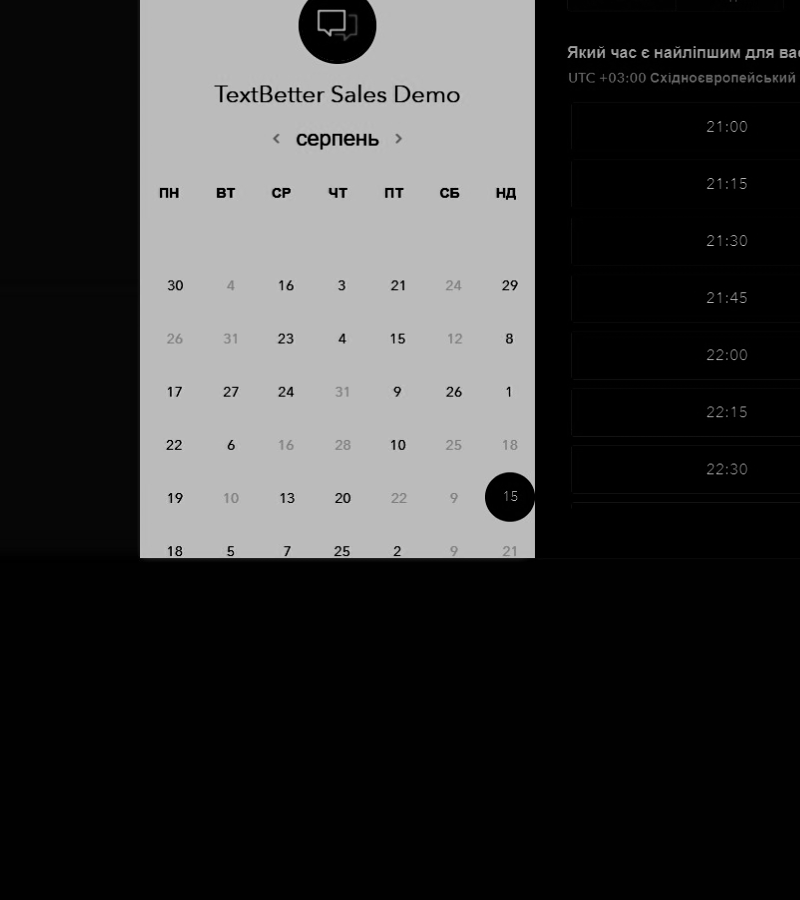 TextBetter Sales Demo
< серпень >
ПН ВТ СР ЧТ ПТ СБ НД
30 4 16 3 21 24 29
26 31 23 4 15 12 8
17 27 24 31 9 26 1
22 6 16 28 10 25 18
19 10 13 20 22 9 15
18 5 7 25 2 9 21
Який час є найліпшим для
UTC +03:00 Східноєвропейський
21:00
21:15
21:30
21:45
22:00
22:15
22:30